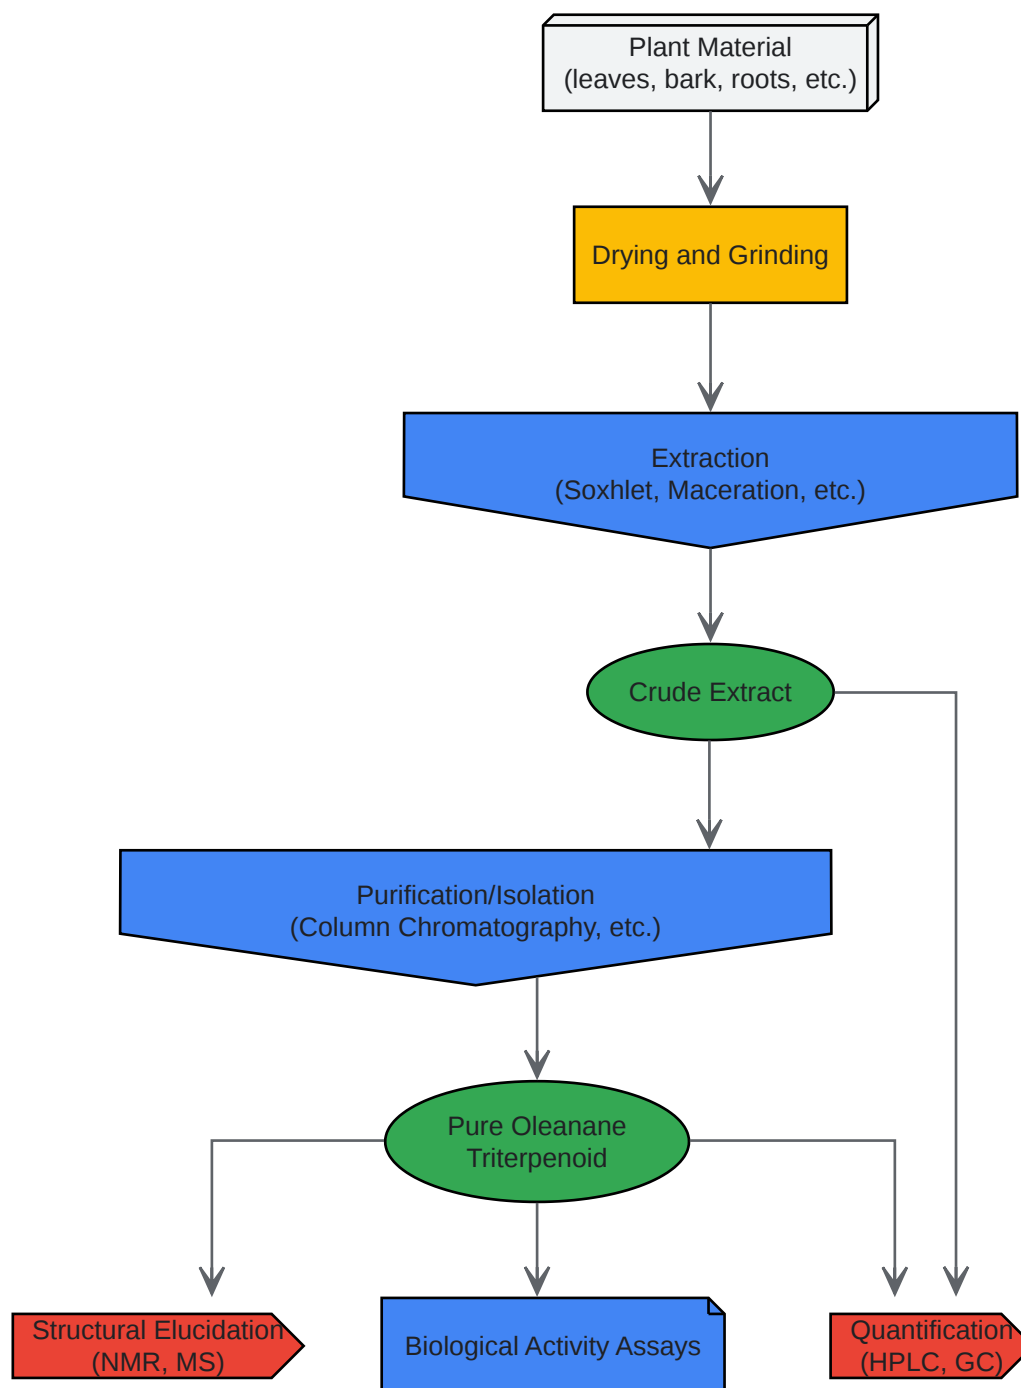 Plant Material
(leaves, bark, roots, etc.)
Drying and Grinding
Extraction
(Soxhlet, Maceration, etc.)
Crude Extract
Purification/Isolation
(Column Chromatography, etc.)
Pure Oleanane
Triterpenoid
Structural Elucidation
(NMR, MS)
Biological Activity Assays
Quantification
(HPLC, GC)